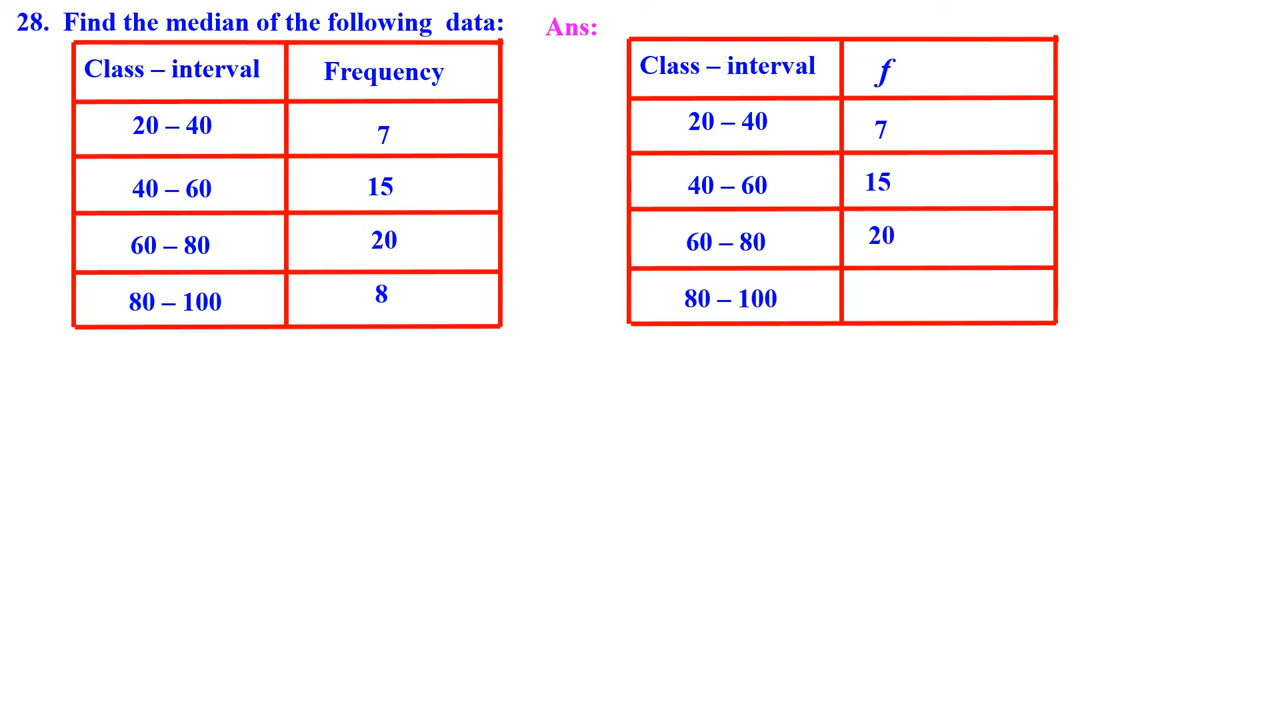 28. Find the median of the following data:
Class – interval Frequency
20 – 40 7
40 – 60 15
60 – 80 20
80 – 100 8
Ans:
Class – interval f
20 – 40 7
40 – 60 15
60 – 80 20
80 – 100